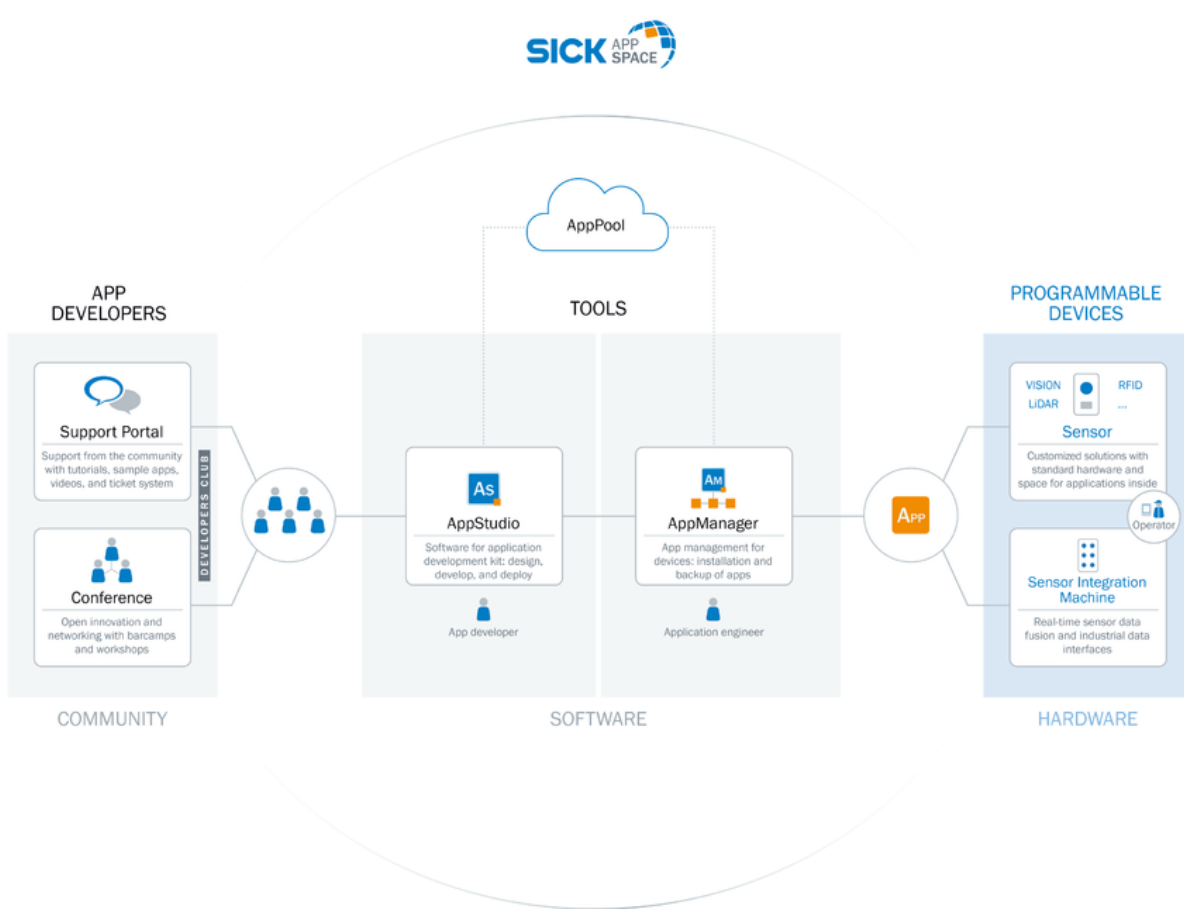 SICK APP
SPACE
AppPool
APP
DEVELOPERS
TOOLS
PROGRAMMABLE
DEVICES
Support Portal
Support from the community
with tutorials, sample apps,
videos, and ticket system
Conference
Open innovation and
networking with barcamps
and workshops
DEVELOPERS CLUB
COMMUNITY
As
AppStudio
Software for application
development kit: design,
develop, and deploy
App developer
AM
AppManager
App management for
devices: installation and
backup of apps
Application engineer
SOFTWARE
APP
VISION
RFID
LiDAR
...
Sensor
Customized solutions with
standard hardware and
space for applications inside
Operator
Sensor Integration
Machine
Real-time sensor data
fusion and industrial data
interfaces
HARDWARE